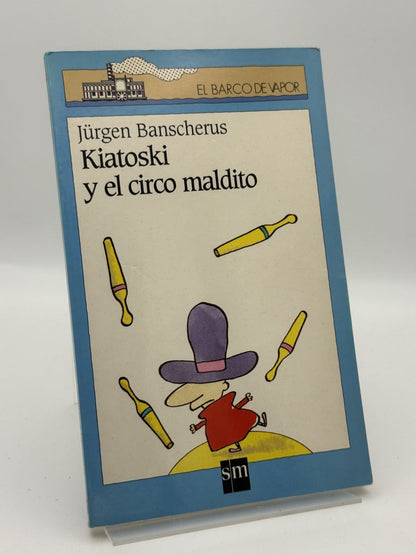 EL BARCO DE VAPOR
Jürgen Banscherus
Kiatoski
y el circo maldito
sm